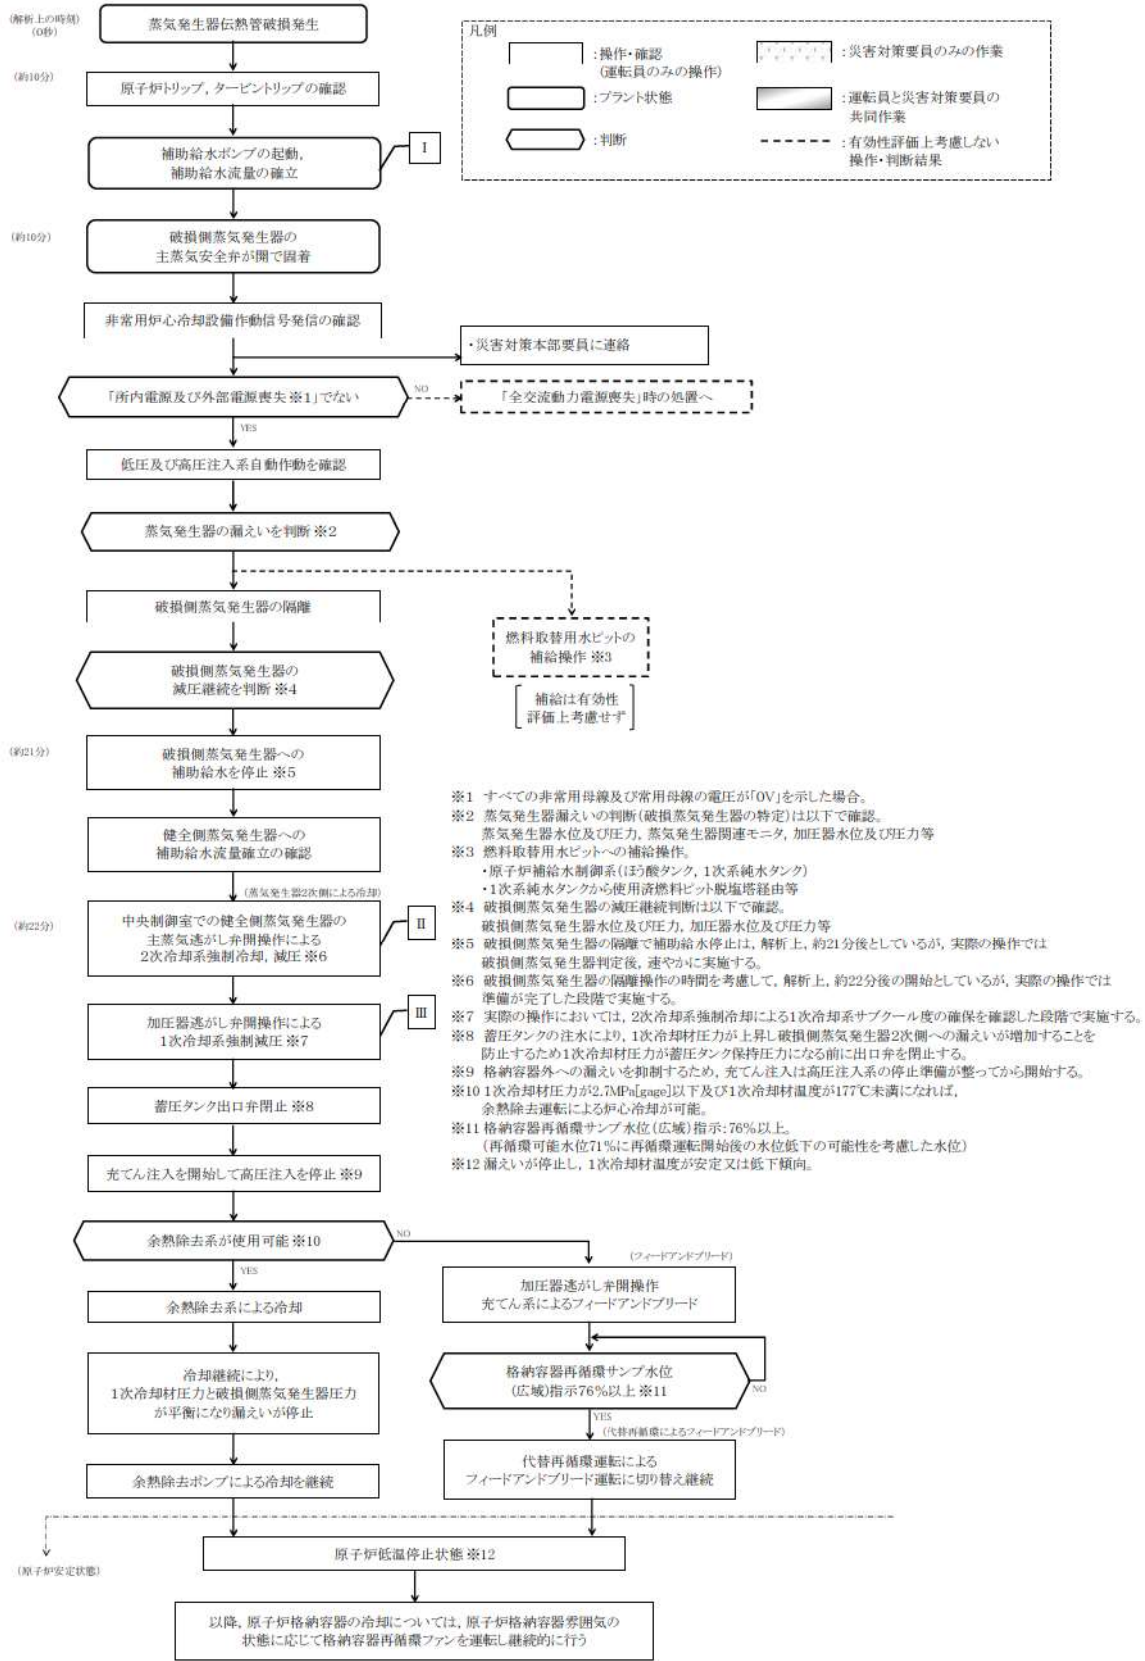 (解析上の時刻)
(0秒)
蒸気発生器伝熱管破損発生
(約10分)
原子炉トリップ，タービントリップの確認
補助給水ポンプの起動，
補助給水流量の確立
I
(約10分)
破損側蒸気発生器の
主蒸気安全弁が開で固着
凡例
：操作・確認
(運転員のみの操作)
：プラント状態
：判断
：災害対策要員のみの作業
：運転員と災害対策要員の
共同作業
：有効性評価上考慮しない
操作・判断結果
非常用炉心冷却設備作動信号発信の確認
・災害対策本部要員に連絡
「所内電源及び外部電源喪失※1」でない
NO
「全交流動力電源喪失」時の処置へ
YES
低圧及び高圧注入系自動作動を確認
蒸気発生器の漏えいを判断※2
破損側蒸気発生器の隔離
燃料取替用水ピットの
補給操作※3
補給は有効性
評価上考慮せず
破損側蒸気発生器の
減圧継続を判断※4
(約21分)
破損側蒸気発生器への
補助給水を停止※5
健全側蒸気発生器への
補助給水流量確立の確認
(蒸気発生器2次側による冷却)
(約22分)
中央制御室での健全側蒸気発生器の
主蒸気逃がし弁開操作による
2次冷却系強制冷却，減圧※6
II
加圧器逃がし弁開操作による
1次冷却系強制減圧※7
III
蓄圧タンク出口弁閉止※8
充てん注入を開始して高圧注入を停止※9
※1 すべての非常用母線及び常用母線の電圧が「0V」を示した場合。
※2 蒸気発生器漏えいの判断(破損蒸気発生器の特定)は以下で確認。
蒸気発生器水位及び圧力，蒸気発生器関連モニタ，加圧器水位及び圧力等
※3 燃料取替用水ピットへの補給操作。
・原子炉補給水制御系(ほう酸タンク，1次系純水タンク)
・1次系純水タンクから使用済燃料ピット脱塩塔経由等
※4 破損側蒸気発生器の減圧継続判断は以下で確認。
破損側蒸気発生器水位及び圧力，加圧器水位及び圧力等
※5 破損側蒸気発生器の隔離で補助給水停止は，解析上，約21分後としているが，実際の操作では
破損側蒸気発生器判定後，速やかに実施する。
※6 破損側蒸気発生器の隔離操作の時間を考慮して，解析上，約22分後の開始としているが，実際の操作では
準備が完了した段階で実施する。
※7 実際の操作においては，2次冷却系強制冷却による1次冷却系サブクール度の確保を確認した段階で実施する。
※8 蓄圧タンクの注水により，1次冷却材圧力が上昇し破損側蒸気発生器2次側への漏えいが増加することを
防止するため1次冷却材圧力が蓄圧タンク保持圧力になる前に出口弁を閉止する。
※9 格納容器外への漏えいを抑制するため，充てん注入は高圧注入系の停止準備が整ってから開始する。
※10 1次冷却材圧力が2.7MPa[gage]以下及び1次冷却材温度が177℃未満になれば，
余熱除去運転による炉心冷却が可能。
※11 格納容器再循環サンプ水位(広域)指示：76%以上。
(再循環可能水位71%に再循環運転開始後の水位低下の可能性を考慮した水位)
※12 漏えいが停止し，1次冷却材温度が安定又は低下傾向。
余熱除去系が使用可能※10
NO
YES
(フィードアンドブリード)
加圧器逃がし弁開操作
充てん系によるフィードアンドブリード
余熱除去系による冷却
格納容器再循環サンプ水位
(広域)指示76%以上※11
NO
YES
冷却継続により，
1次冷却材圧力と破損側蒸気発生器圧力
が平衡になり漏えいが停止
(代替再循環によるフィードアンドブリード)
代替再循環運転による
フィードアンドブリード運転に切り替え継続
余熱除去ポンプによる冷却を継続
(原子炉安定状態)
原子炉低温停止状態※12
以降，原子炉格納容器の冷却については，原子炉格納容器雰囲気の
状態に応じて格納容器再循環ファンを運転し継続的に行う